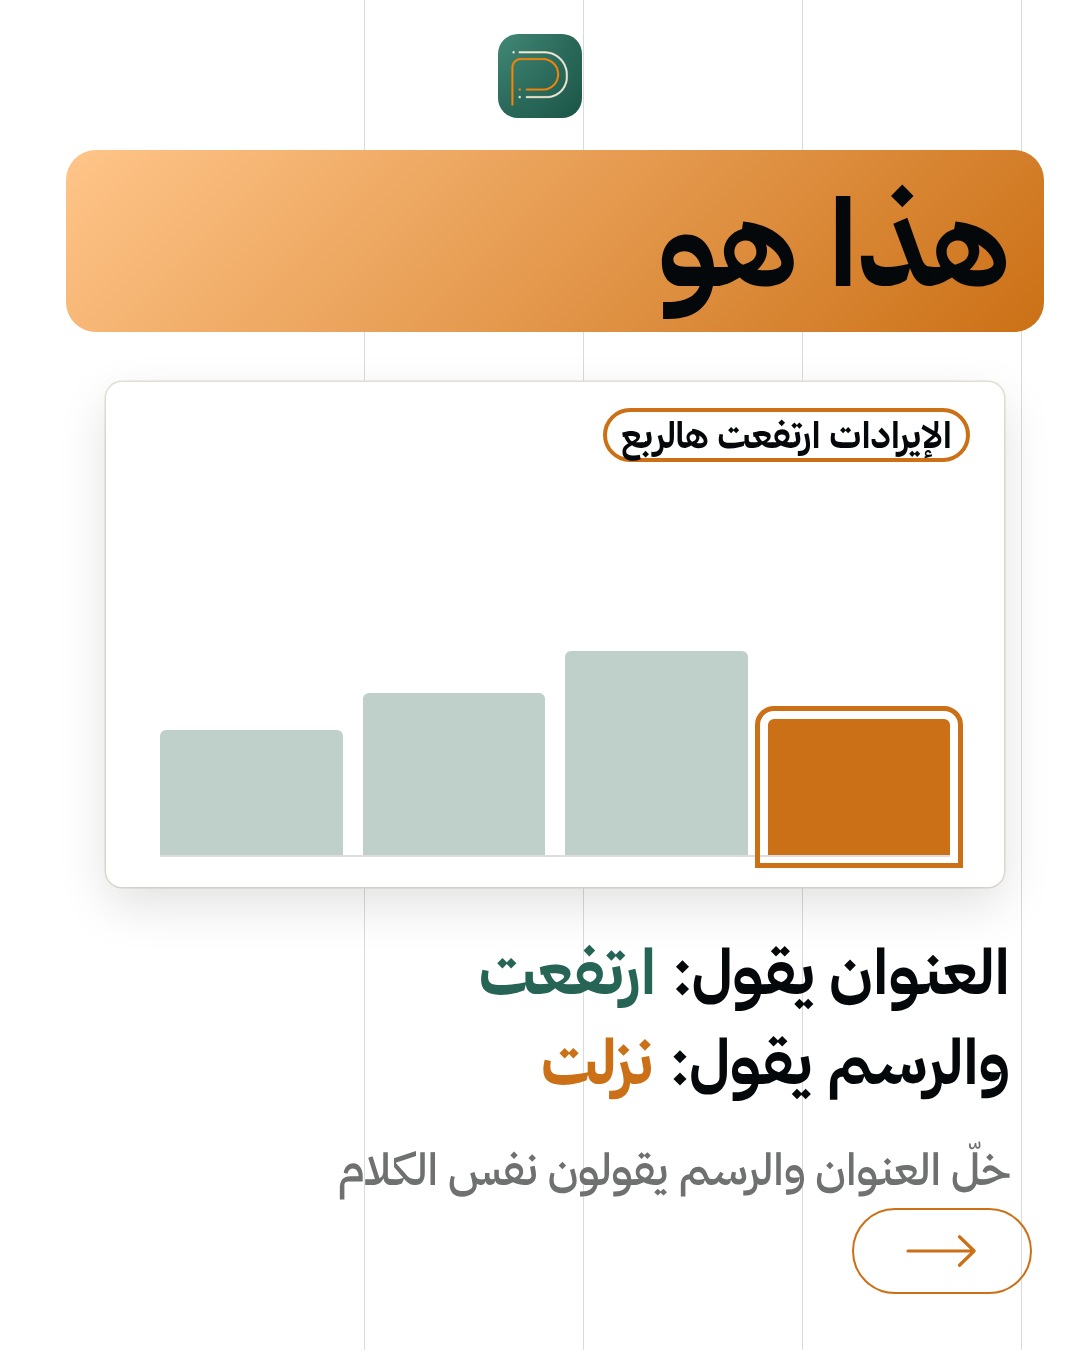 هذا هو
الإيرادات ارتفعت هالربع
العنوان يقول: ارتفعت
والرسم يقول: نزلت
خلّ العنوان والرسم يقولون نفس الكلام